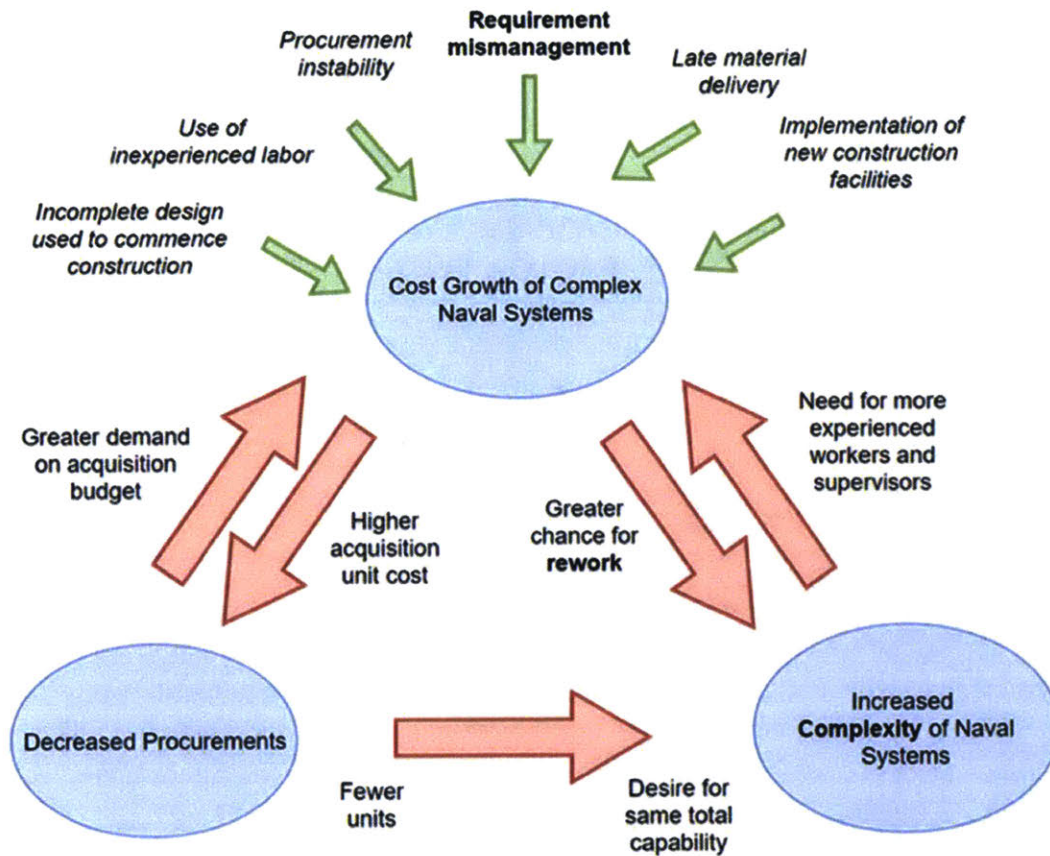 Requirement
mismanagement
Procurement
instability
Late material
delivery
Use of
inexperienced labor
Implementation of
new construction
facilities
Incomplete design
used to commence
construction
Cost Growth of Complex
Naval Systems
Greater demand
on acquisition
budget
Higher
acquisition
unit cost
Greater
chance for
rework
Need for more
experienced
workers and
supervisors
Decreased Procurements
Fewer
units
Desire for
same total
capability
Increased
Complexity of Naval
Systems